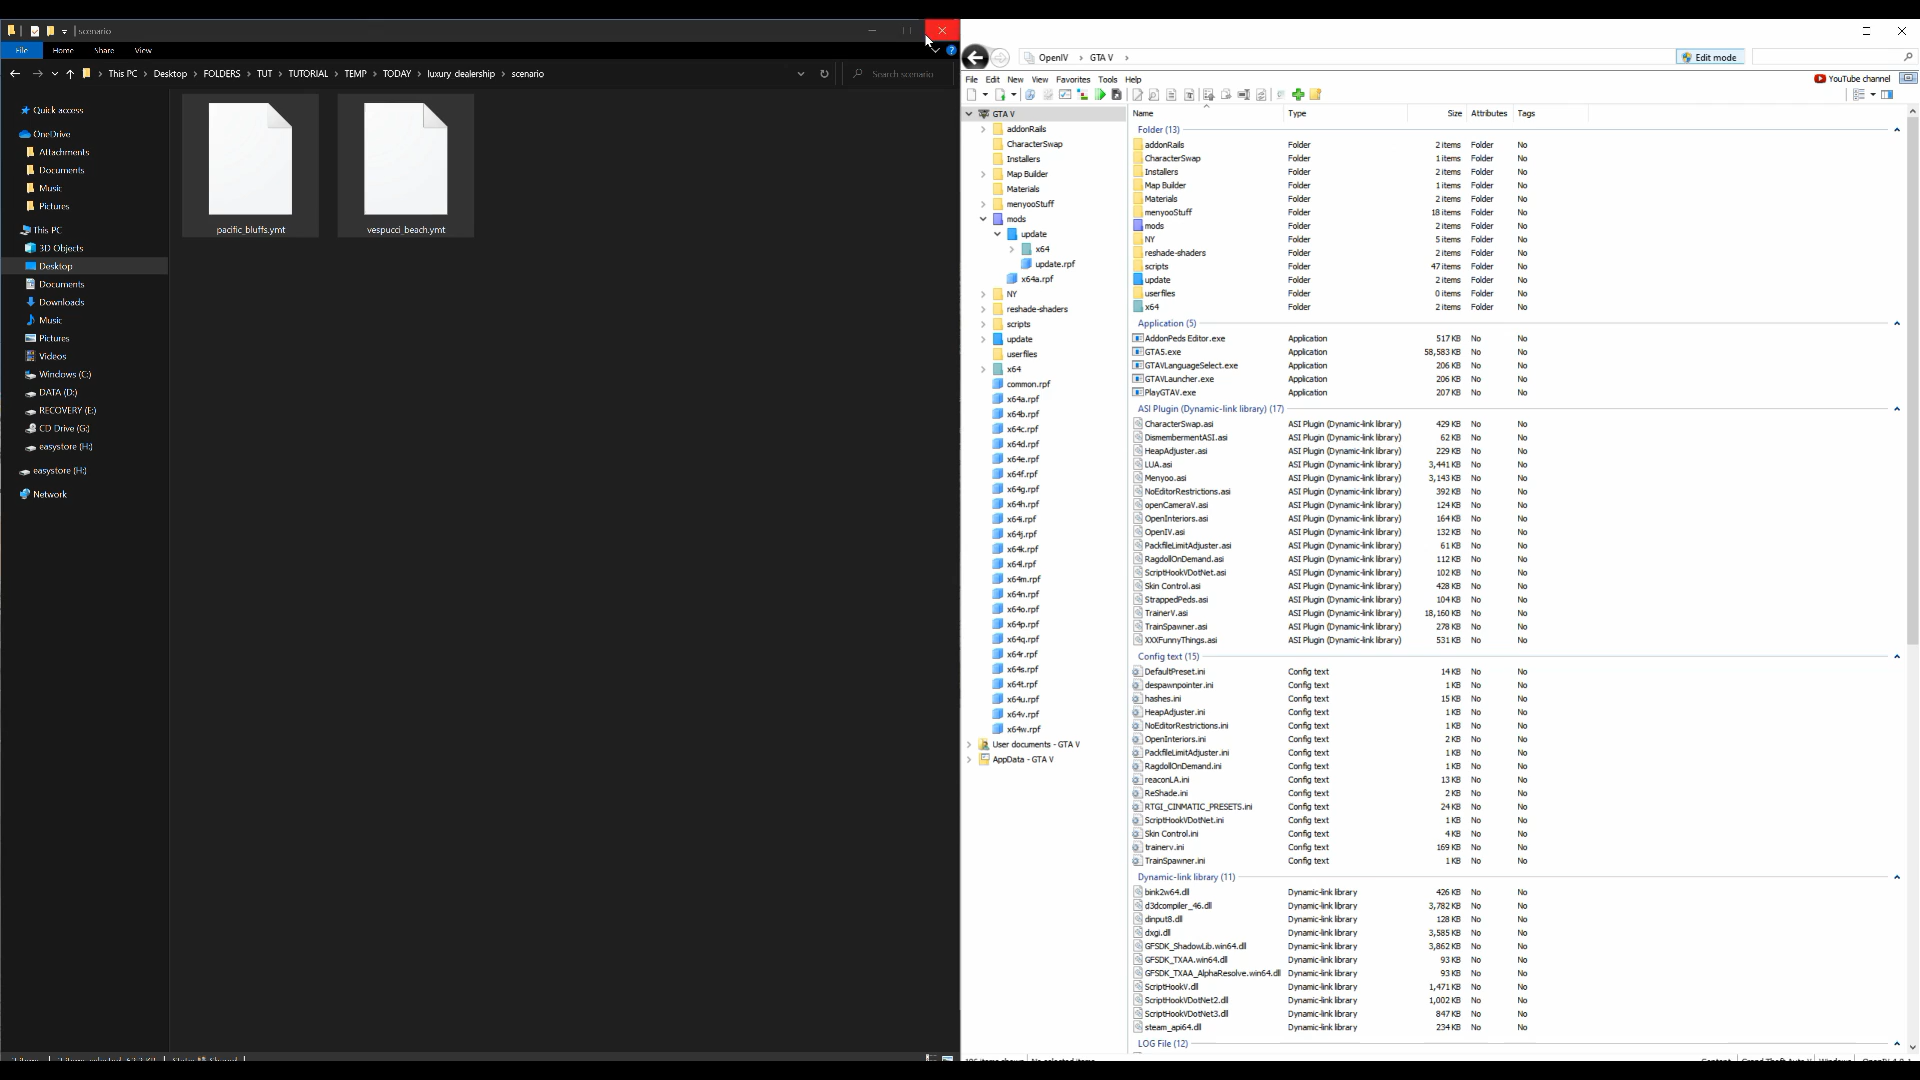 scenario
File Home Share View
This PC Desktop FOLDERS TUT TUTORIAL TEMP TODAY luxury dealership scenario
Search scenario
Quick access
OneDrive
Attachments
Documents
Music
Pictures
This PC
3D Objects
Desktop
Documents
Downloads
Music
Pictures
Videos
Windows (C:)
DATA (D:)
RECOVERY (E:)
CD Drive (G:)
easystore (H:)
easystore (H:)
Network
pacific_bluffs.ymt
vespucci_beach.ymt
OpenIV GTA V
Edit mode
File Edit New View Favorites Tools Help
YouTube channel
GTA V
addonRails
CharacterSwap
Installers
Map Builder
Materials
menyooStuff
mods
update
x64
update.rpf
x64a.rpf
NY
reshade-shaders
scripts
update
userfiles
x64
common.rpf
x64a.rpf
x64b.rpf
x64c.rpf
x64d.rpf
x64e.rpf
x64f.rpf
x64g.rpf
x64h.rpf
x64i.rpf
x64j.rpf
x64k.rpf
x64l.rpf
x64m.rpf
x64n.rpf
x64o.rpf
x64p.rpf
x64q.rpf
x64r.rpf
x64s.rpf
x64t.rpf
x64u.rpf
x64v.rpf
x64w.rpf
User documents - GTA V
AppData - GTA V
Name Type Size Attributes Tags
Folder (13)
addonRails Folder 2 items Folder No
CharacterSwap Folder 1 items Folder No
Installers Folder 2 items Folder No
Map Builder Folder 1 items Folder No
Materials Folder 2 items Folder No
menyooStuff Folder 18 items Folder No
mods Folder 2 items Folder No
NY Folder 5 items Folder No
reshade-shaders Folder 2 items Folder No
scripts Folder 47 items Folder No
update Folder 2 items Folder No
userfiles Folder 0 items Folder No
x64 Folder 2 items Folder No
Application (5)
AddonPeds Editor.exe Application 517 KB No No
GTA5.exe Application 58,583 KB No No
GTAVLanguageSelect.exe Application 206 KB No No
GTAVLauncher.exe Application 206 KB No No
PlayGTAV.exe Application 207 KB No No
ASI Plugin (Dynamic-link library) (17)
CharacterSwap.asi ASI Plugin (Dynamic-link library) 429 KB No No
DismembermentASI.asi ASI Plugin (Dynamic-link library) 62 KB No No
HeapAdjuster.asi ASI Plugin (Dynamic-link library) 229 KB No No
LUA.asi ASI Plugin (Dynamic-link library) 3,441 KB No No
Menyoo.asi ASI Plugin (Dynamic-link library) 3,143 KB No No
NoEditorRestrictions.asi ASI Plugin (Dynamic-link library) 392 KB No No
openCameraV.asi ASI Plugin (Dynamic-link library) 124 KB No No
OpenInteriors.asi ASI Plugin (Dynamic-link library) 164 KB No No
OpenIV.asi ASI Plugin (Dynamic-link library) 132 KB No No
PackfileLimitAdjuster.asi ASI Plugin (Dynamic-link library) 61 KB No No
RagdollOnDemand.asi ASI Plugin (Dynamic-link library) 112 KB No No
ScriptHookVDotNet.asi ASI Plugin (Dynamic-link library) 102 KB No No
Skin Control.asi ASI Plugin (Dynamic-link library) 428 KB No No
StrappedPeds.asi ASI Plugin (Dynamic-link library) 104 KB No No
TrainerV.asi ASI Plugin (Dynamic-link library) 18,160 KB No No
TrainSpawner.asi ASI Plugin (Dynamic-link library) 278 KB No No
XXXFunnyThings.asi ASI Plugin (Dynamic-link library) 531 KB No No
Config text (15)
DefaultPreset.ini Config text 14 KB No No
despawnpointer.ini Config text 1 KB No No
hashes.ini Config text 15 KB No No
HeapAdjuster.ini Config text 1 KB No No
NoEditorRestrictions.ini Config text 1 KB No No
OpenInteriors.ini Config text 2 KB No No
PackfileLimitAdjuster.ini Config text 1 KB No No
RagdollOnDemand.ini Config text 1 KB No No
reaconLA.ini Config text 13 KB No No
ReShade.ini Config text 2 KB No No
RTGI_CINMATIC_PRESETS.ini Config text 24 KB No No
ScriptHookVDotNet.ini Config text 1 KB No No
Skin Control.ini Config text 4 KB No No
trainerv.ini Config text 169 KB No No
TrainSpawner.ini Config text 1 KB No No
Dynamic-link library (11)
bink2w64.dll Dynamic-link library 426 KB No No
d3dcompiler_46.dll Dynamic-link library 3,782 KB No No
dinput8.dll Dynamic-link library 128 KB No No
dxgi.dll Dynamic-link library 3,585 KB No No
GFSDK_ShadowLib.win64.dll Dynamic-link library 3,862 KB No No
GFSDK_TXAA.win64.dll Dynamic-link library 93 KB No No
GFSDK_TXAA_AlphaResolve.win64.dll Dynamic-link library 93 KB No No
ScriptHookV.dll Dynamic-link library 1,471 KB No No
ScriptHookVDotNet2.dll Dynamic-link library 1,002 KB No No
ScriptHookVDotNet3.dll Dynamic-link library 847 KB No No
steam_api64.dll Dynamic-link library 234 KB No No
LOG File (12)